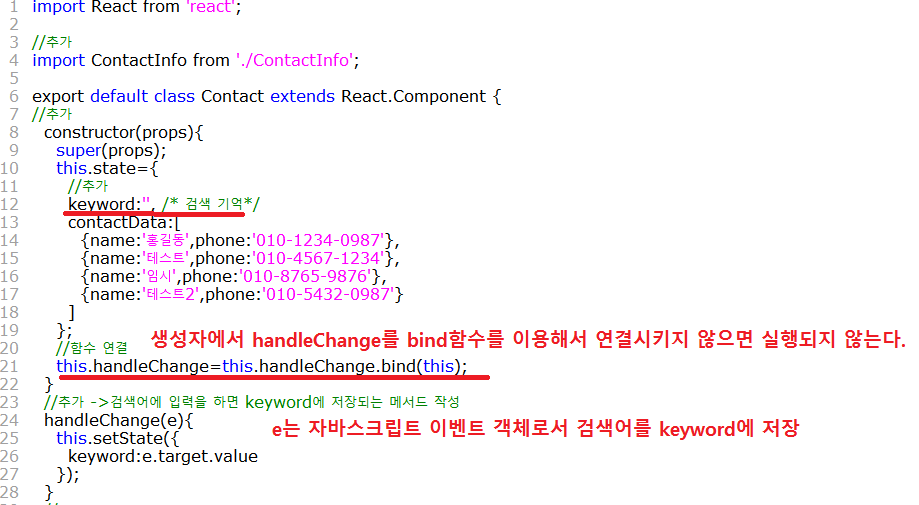 1 import React from 'react';
2
3 //추가
4 import ContactInfo from './ContactInfo';
5
6 export default class Contact extends React.Component {
7 //추가
8 constructor(props){
9 super(props);
10 this.state={
11 //추가
12 keyword:'', /* 검색 기억*/
13 contactData:[
14 {name:'홍길동',phone:'010-1234-0987'},
15 {name:'테스트',phone:'010-4567-1234'},
16 {name:'임시',phone:'010-8765-9876'},
17 {name:'테스트2',phone:'010-5432-0987'}
18 ]
19 };
생성자에서 handleChange를 bind함수를 이용해서 연결시키지 않으면 실행되지 않는다.
20 //함수 연결
21 this.handleChange=this.handleChange.bind(this);
22 }
23 //추가 ->검색어에 입력을 하면 keyword에 저장되는 메서드 작성
24 handleChange(e){
e는 자바스크립트 이벤트 객체로서 검색어를 keyword에 저장
25 this.setState({
26 keyword:e.target.value
27 });
28 }